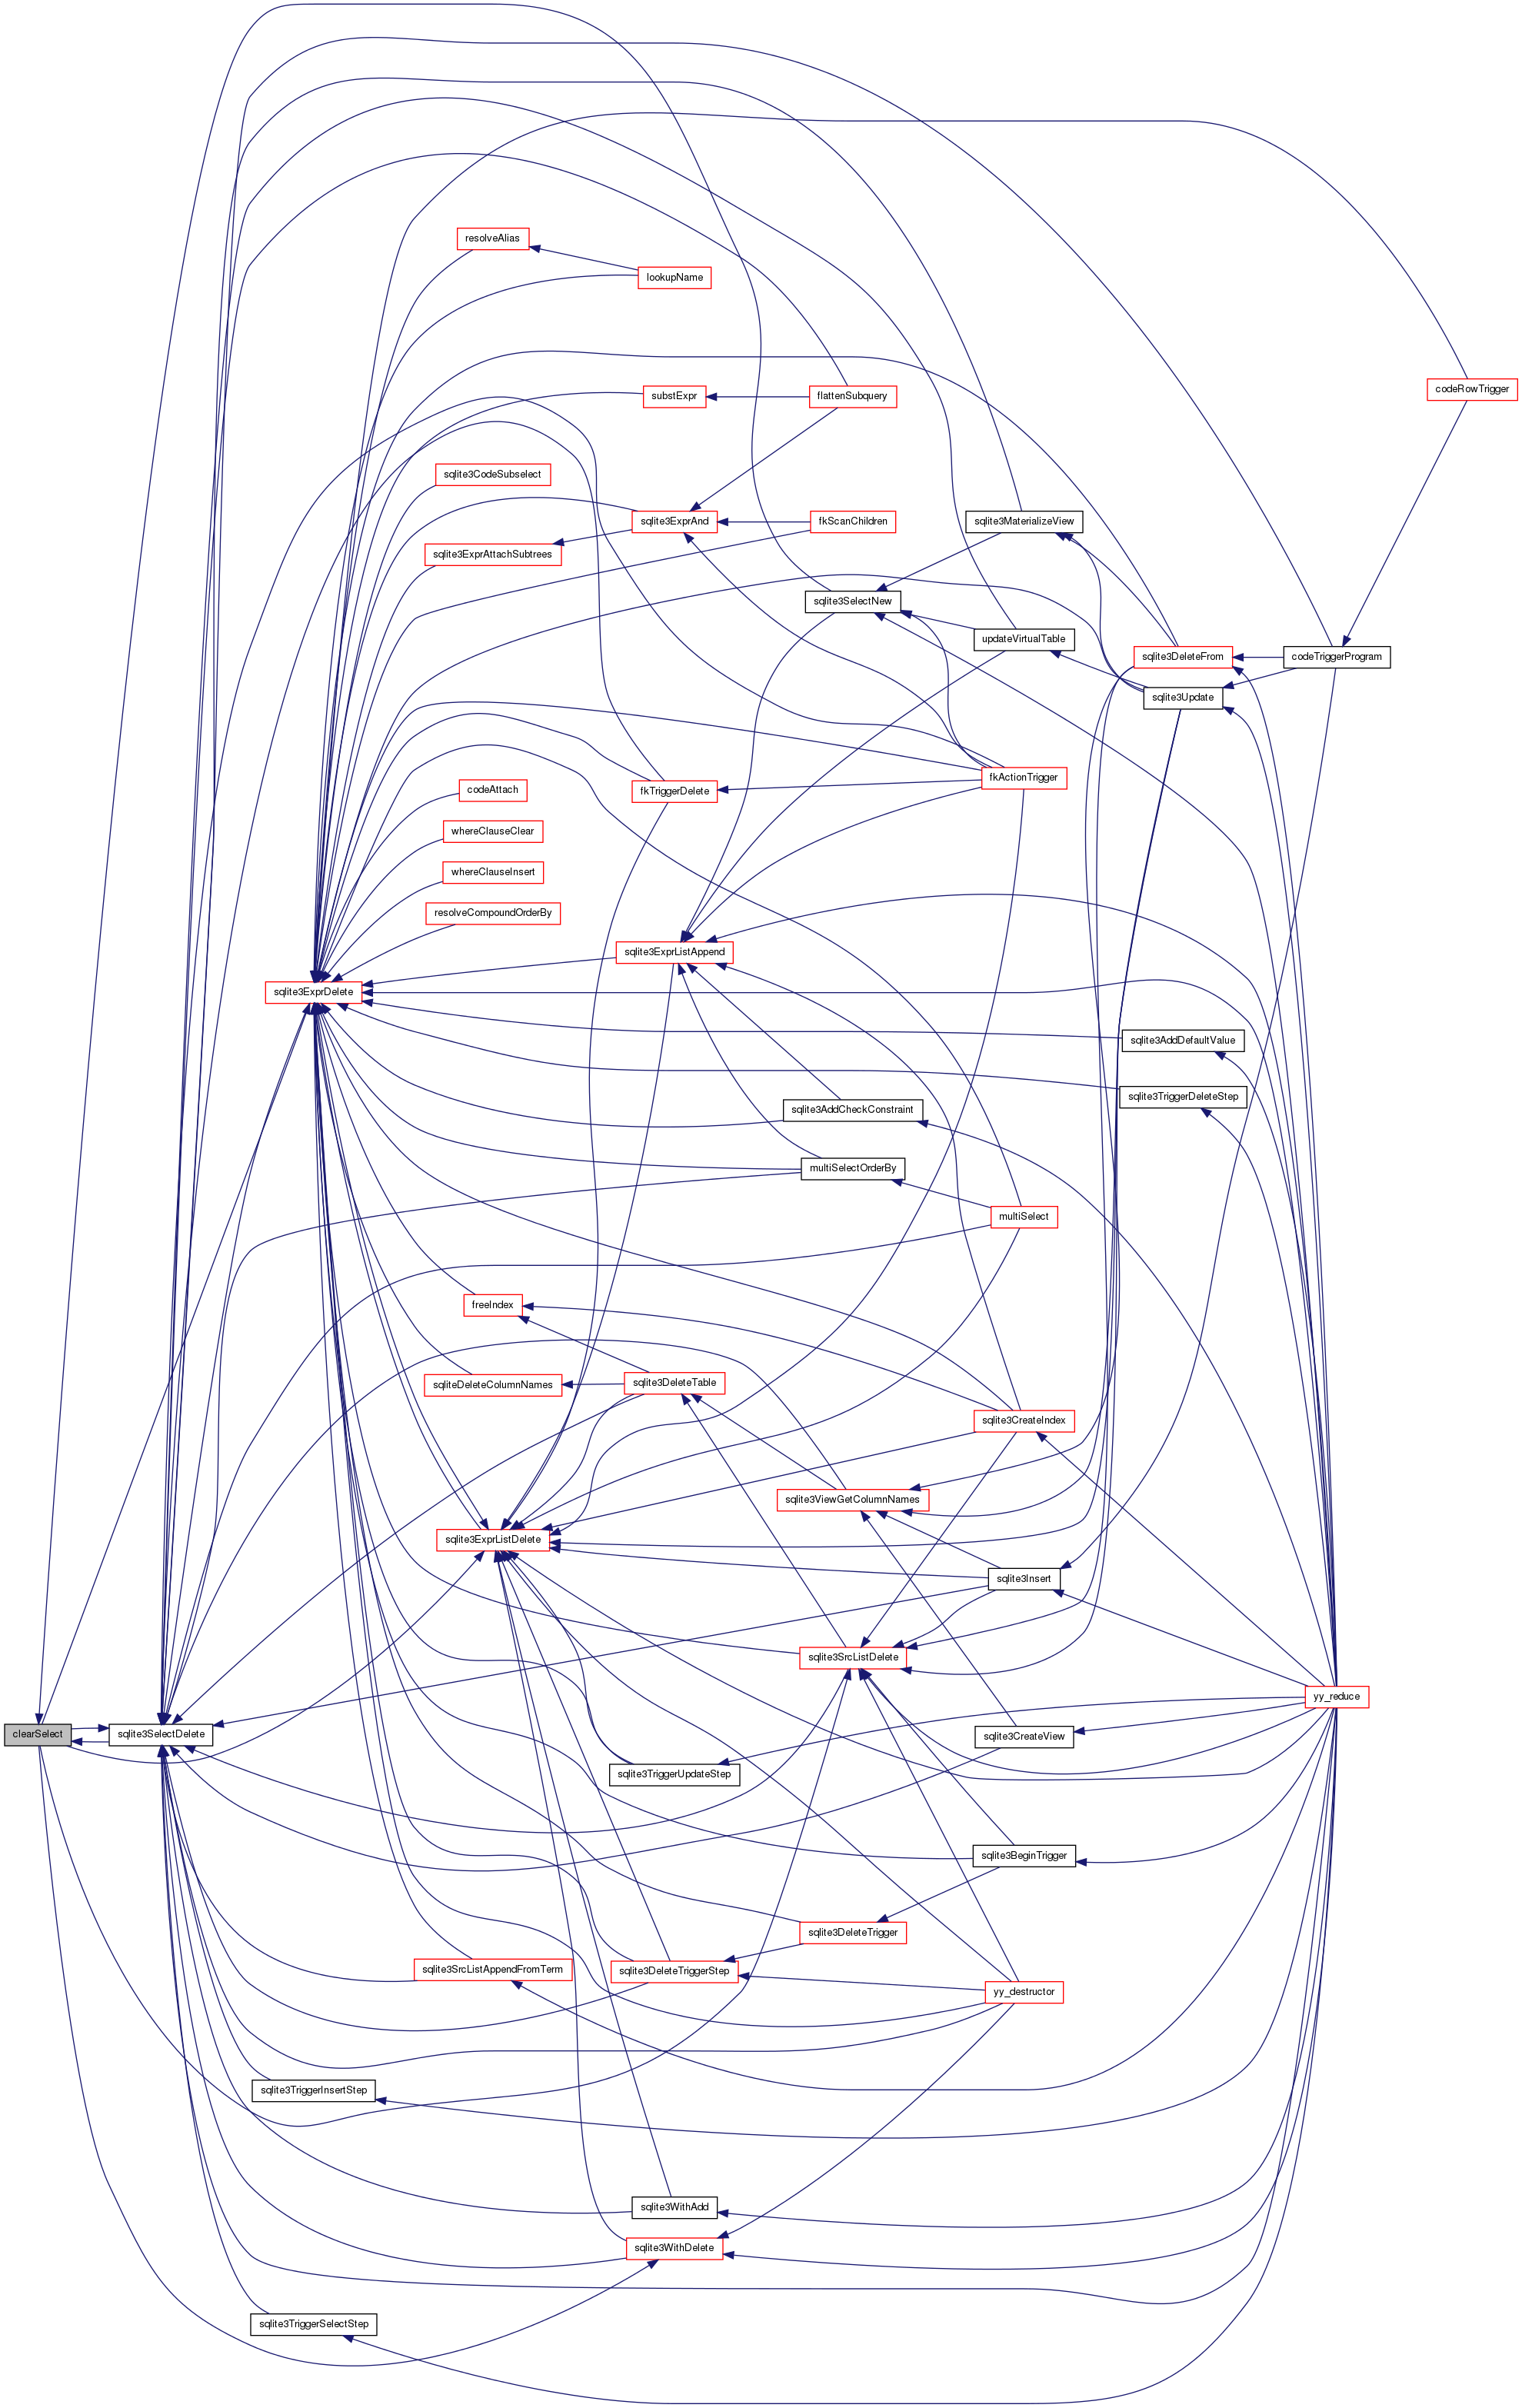 resolveAlias
lookupName
codeRowTrigger
substExpr
flattenSubquery
sqlite3CodeSubselect
sqlite3ExprAnd
fkScanChildren
sqlite3MaterializeView
sqlite3ExprAttachSubtrees
sqlite3SelectNew
updateVirtualTable
sqlite3DeleteFrom
codeTriggerProgram
sqlite3Update
fkActionTrigger
codeAttach
fkTriggerDelete
whereClauseClear
whereClauseInsert
resolveCompoundOrderBy
sqlite3ExprListAppend
sqlite3ExprDelete
sqlite3AddDefaultValue
sqlite3TriggerDeleteStep
sqlite3AddCheckConstraint
multiSelectOrderBy
multiSelect
freeIndex
sqliteDeleteColumnNames
sqlite3DeleteTable
sqlite3CreateIndex
sqlite3ViewGetColumnNames
sqlite3ExprListDelete
sqlite3Insert
sqlite3SrcListDelete
yy_reduce
clearSelect
sqlite3SelectDelete
sqlite3CreateView
sqlite3TriggerUpdateStep
sqlite3BeginTrigger
sqlite3DeleteTrigger
sqlite3SrcListAppendFromTerm
sqlite3DeleteTriggerStep
yy_destructor
sqlite3TriggerInsertStep
sqlite3WithAdd
sqlite3WithDelete
sqlite3TriggerSelectStep